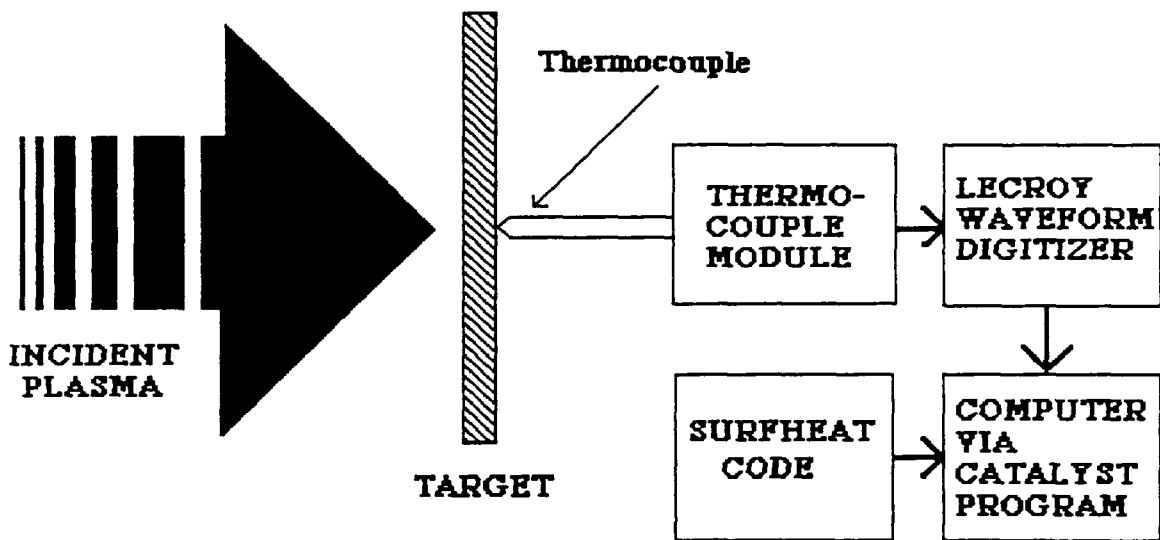 Thermocouple
THERMO-
COUPLE
MODULE
LECROY
WAVEFORM
DIGITIZER
INCIDENT
PLASMA
TARGET
SURFHEAT
CODE
COMPUTER
VIA
CATALYST
PROGRAM